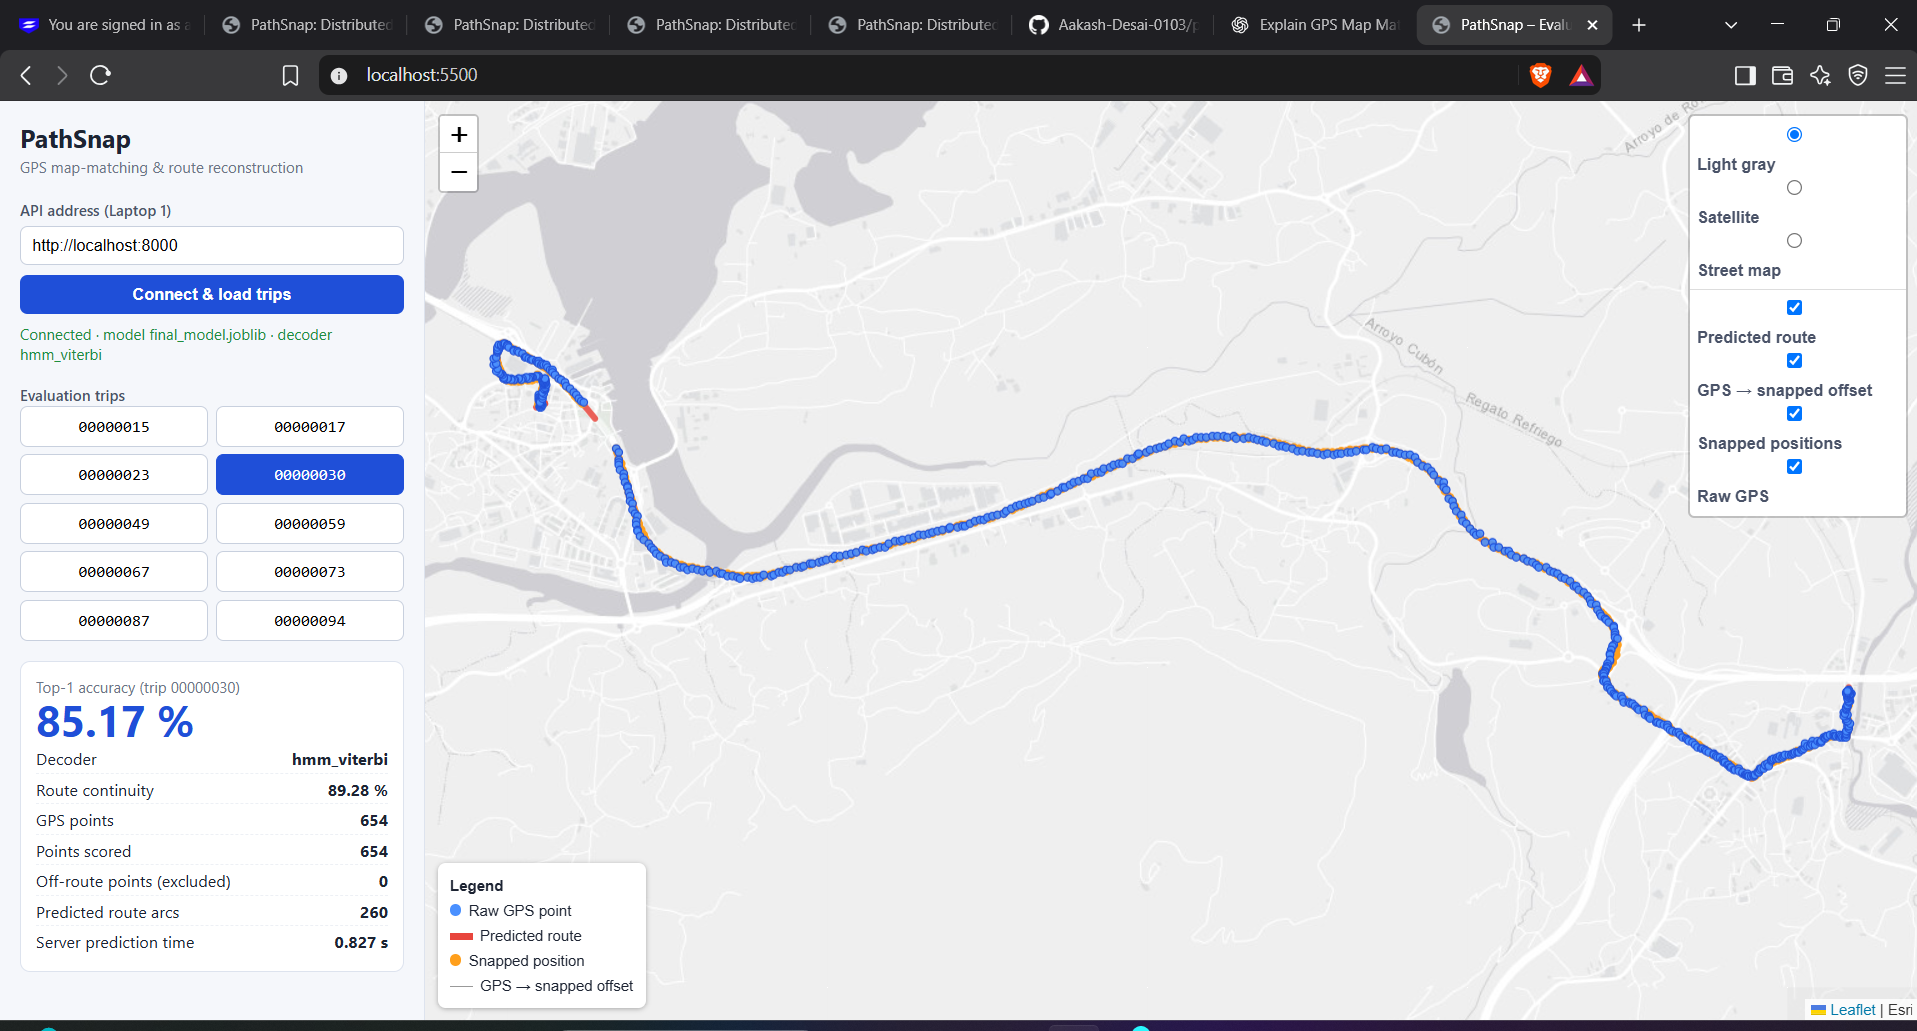 You are signed in as a
PathSnap: Distributed
PathSnap: Distributed
PathSnap: Distributed
PathSnap: Distributed
Aakash-Desai-0103/p
Explain GPS Map Ma
PathSnap – Evalu
localhost:5500
PathSnap
GPS map-matching & route reconstruction
API address (Laptop 1)
http://localhost:8000
Connect & load trips
Connected · model final_model.joblib · decoder
hmm_viterbi
Evaluation trips
00000015 00000017
00000023 00000030
00000049 00000059
00000067 00000073
00000087 00000094
Top-1 accuracy (trip 00000030)
85.17 %
Decoder hmm_viterbi
Route continuity 89.28 %
GPS points 654
Points scored 654
Off-route points (excluded) 0
Predicted route arcs 260
Server prediction time 0.827 s
+
−
Arroyo de
Arroyo Cubón
Regato Refriego
Light gray
Satellite
Street map
Predicted route
GPS → snapped offset
Snapped positions
Raw GPS
Legend
Raw GPS point
Predicted route
Snapped position
GPS → snapped offset
Leaflet | Esri